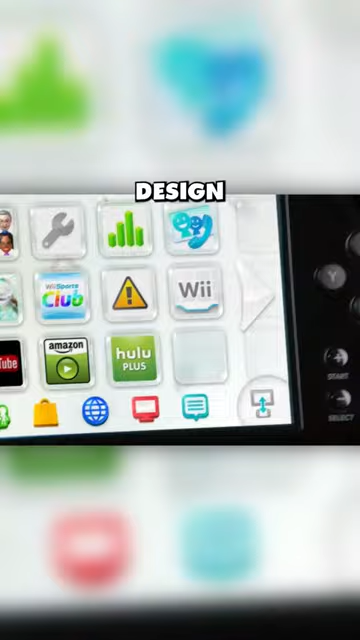 DESIGN
Wii Sports
Club
Wii
Tube
amazon
hulu
PLUS
Y
START
SELECT